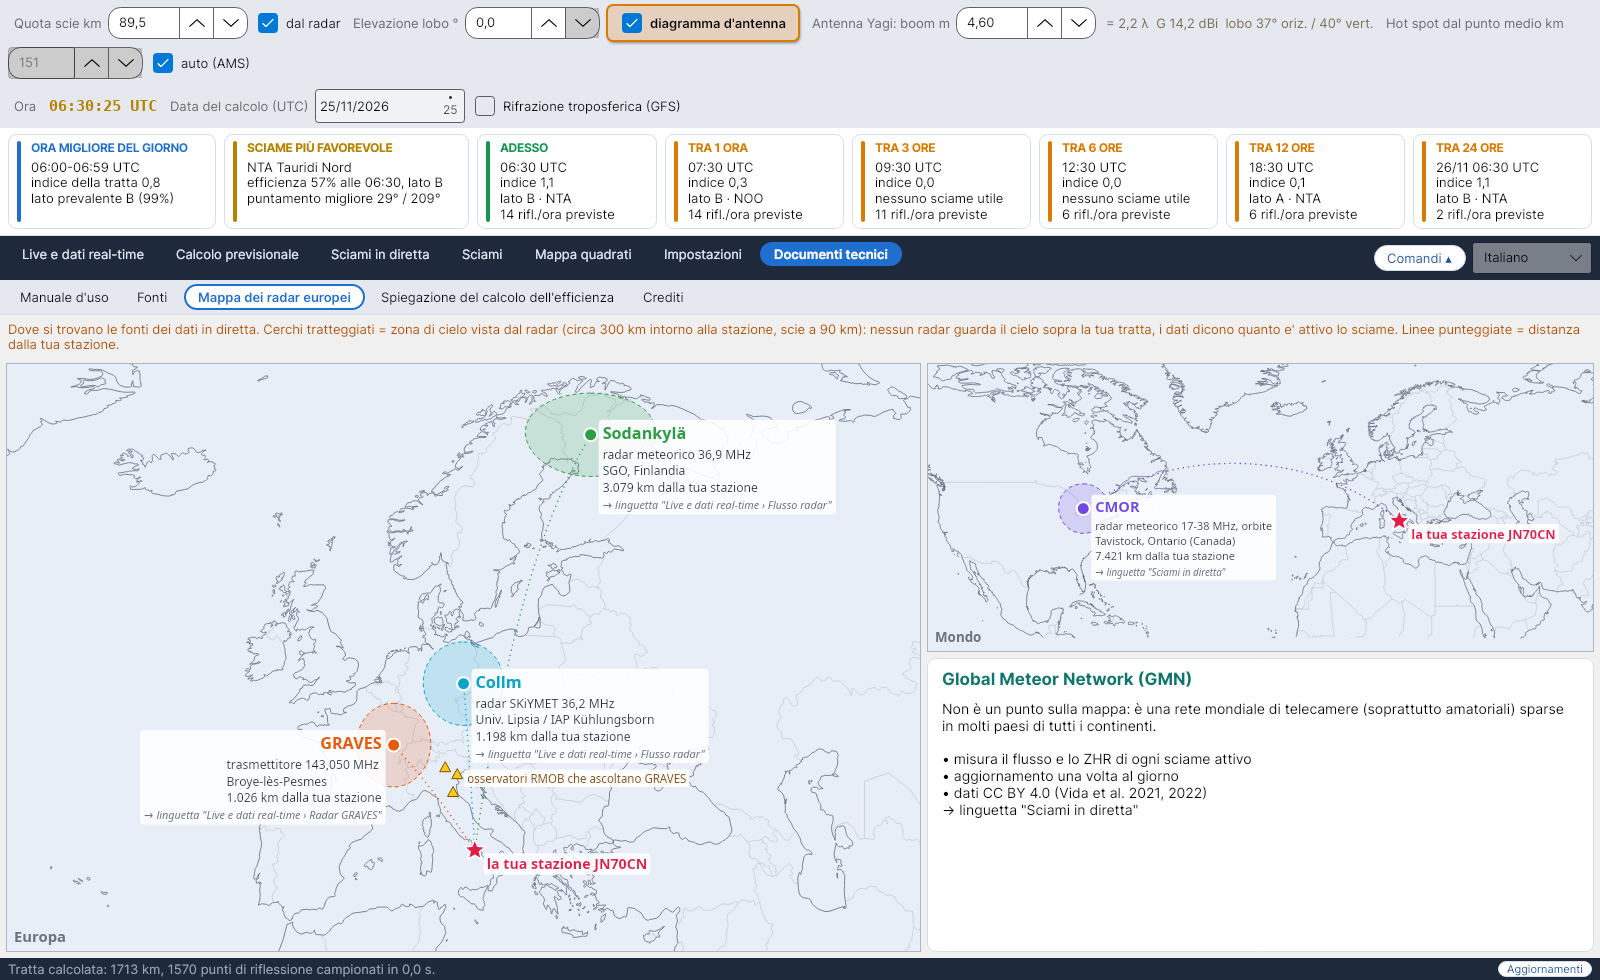 Quota scie km 89,5 dal radar Elevazione lobo ° 0,0 diagramma d'antenna Antenna Yagi: boom m 4,60 = 2,2 λ G 14,2 dBi lobo 37° oriz. / 40° vert. Hot spot dal punto medio km
151 auto (AMS)
Ora 06:30:25 UTC Data del calcolo (UTC) 25/11/2026 25 Rifrazione troposferica (GFS)
ORA MIGLIORE DEL GIORNO
06:00-06:59 UTC
indice della tratta 0,8
lato prevalente B (99%)
SCIAME PIÙ FAVOREVOLE
NTA Tauridi Nord
efficienza 57% alle 06:30, lato B
puntamento migliore 29° / 209°
ADESSO
06:30 UTC
indice 1,1
lato B · NTA
14 rifl./ora previste
TRA 1 ORA
07:30 UTC
indice 0,3
lato B · NOO
14 rifl./ora previste
TRA 3 ORE
09:30 UTC
indice 0,0
nessuno sciame utile
11 rifl./ora previste
TRA 6 ORE
12:30 UTC
indice 0,0
nessuno sciame utile
6 rifl./ora previste
TRA 12 ORE
18:30 UTC
indice 0,1
lato A · NTA
6 rifl./ora previste
TRA 24 ORE
26/11 06:30 UTC
indice 1,1
lato B · NTA
2 rifl./ora previste
Live e dati real-time Calcolo previsionale Sciami in diretta Sciami Mappa quadrati Impostazioni Documenti tecnici Comandi ▴ Italiano
Manuale d'uso Fonti Mappa dei radar europei Spiegazione del calcolo dell'efficienza Crediti
Dove si trovano le fonti dei dati in diretta. Cerchi tratteggiati = zona di cielo vista dal radar (circa 300 km intorno alla stazione, scie a 90 km): nessun radar guarda il cielo sopra la tua tratta, i dati dicono quanto e' attivo lo sciame. Linee punteggiate = distanza
dalla tua stazione.
Sodankylä
radar meteorico 36,9 MHz
SGO, Finlandia
3.079 km dalla tua stazione
→ linguetta "Live e dati real-time › Flusso radar"
Collm
radar SKiYMET 36,2 MHz
Univ. Lipsia / IAP Kühlungsborn
1.198 km dalla tua stazione
→ linguetta "Live e dati real-time › Flusso radar"
GRAVES
trasmettitore 143,050 MHz
Broye-lès-Pesmes
1.026 km dalla tua stazione
→ linguetta "Live e dati real-time › Radar GRAVES"
osservatori RMOB che ascoltano GRAVES
la tua stazione JN70CN
Europa
CMOR
radar meteorico 17-38 MHz, orbite
Tavistock, Ontario (Canada)
7.421 km dalla tua stazione
→ linguetta "Sciami in diretta"
la tua stazione JN70CN
Mondo
Global Meteor Network (GMN)
Non è un punto sulla mappa: è una rete mondiale di telecamere (soprattutto amatoriali) sparse
in molti paesi di tutti i continenti.
• misura il flusso e lo ZHR di ogni sciame attivo
• aggiornamento una volta al giorno
• dati CC BY 4.0 (Vida et al. 2021, 2022)
→ linguetta "Sciami in diretta"
Tratta calcolata: 1713 km, 1570 punti di riflessione campionati in 0,0 s. Aggiornamenti